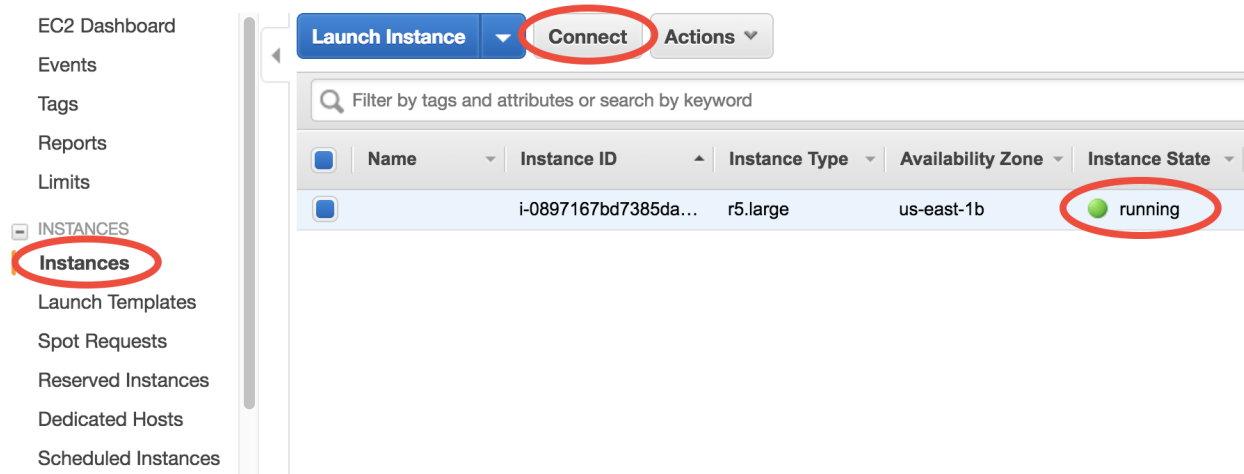 EC2 Dashboard
Events
Tags
Reports
Limits
INSTANCES
Instances
Launch Templates
Spot Requests
Reserved Instances
Dedicated Hosts
Scheduled Instances
Launch Instance Connect Actions
Filter by tags and attributes or search by keyword
Name Instance ID Instance Type Availability Zone Instance State
i-0897167bd7385da... r5.large us-east-1b running